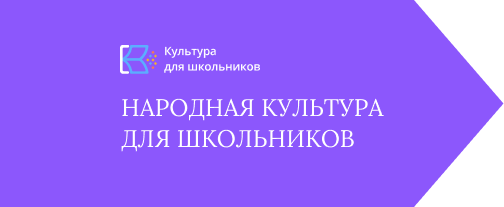 Культура
для школьников
НАРОДНАЯ КУЛЬТУРА
ДЛЯ ШКОЛЬНИКОВ